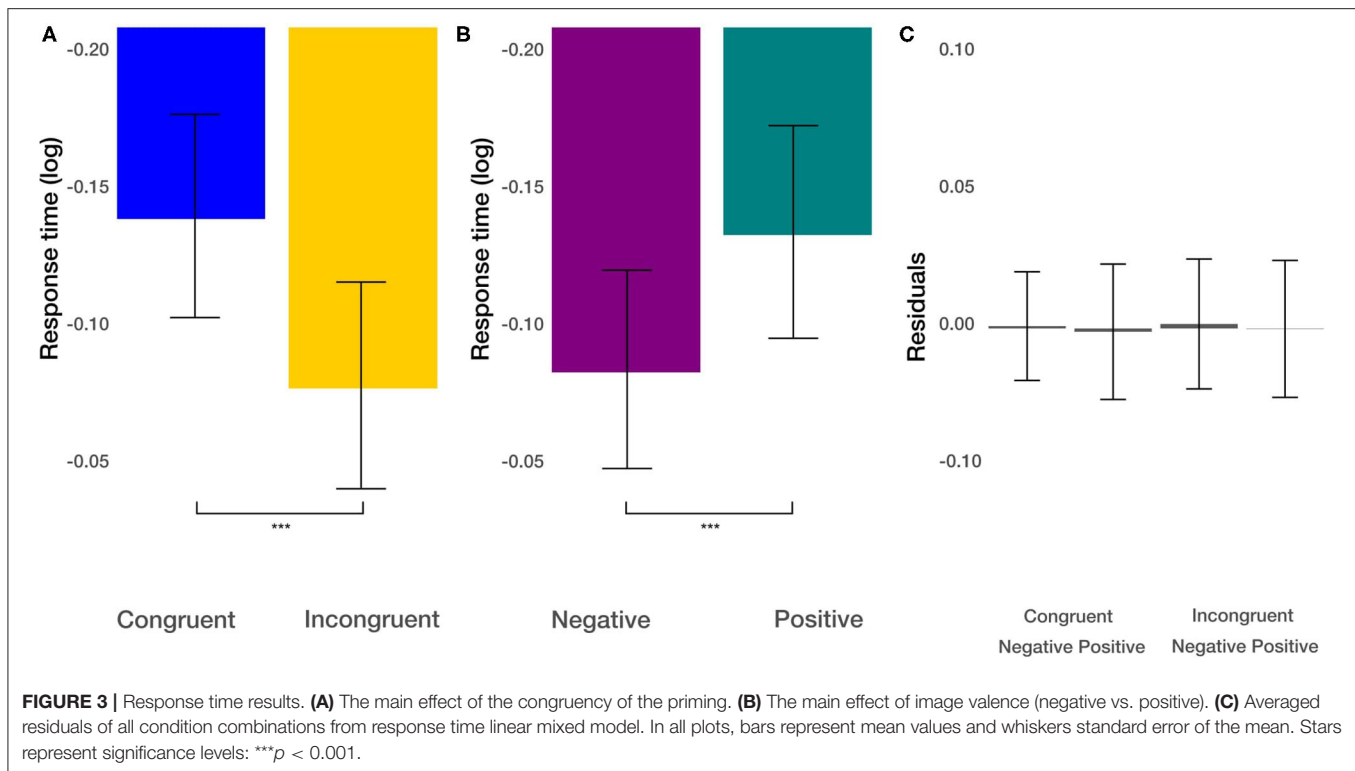 A
-0.20
-0.15
-0.10
-0.05
Response time (log)
***
Congruent Incongruent
B
-0.20
-0.15
-0.10
-0.05
Response time (log)
***
Negative Positive
C
0.10
0.05
0.00
-0.10
Residuals
Congruent Incongruent
Negative Positive Negative Positive
FIGURE 3 | Response time results. (A) The main effect of the congruency of the priming. (B) The main effect of image valence (negative vs. positive). (C) Averaged
residuals of all condition combinations from response time linear mixed model. In all plots, bars represent mean values and whiskers standard error of the mean. Stars
represent significance levels: ***p < 0.001.